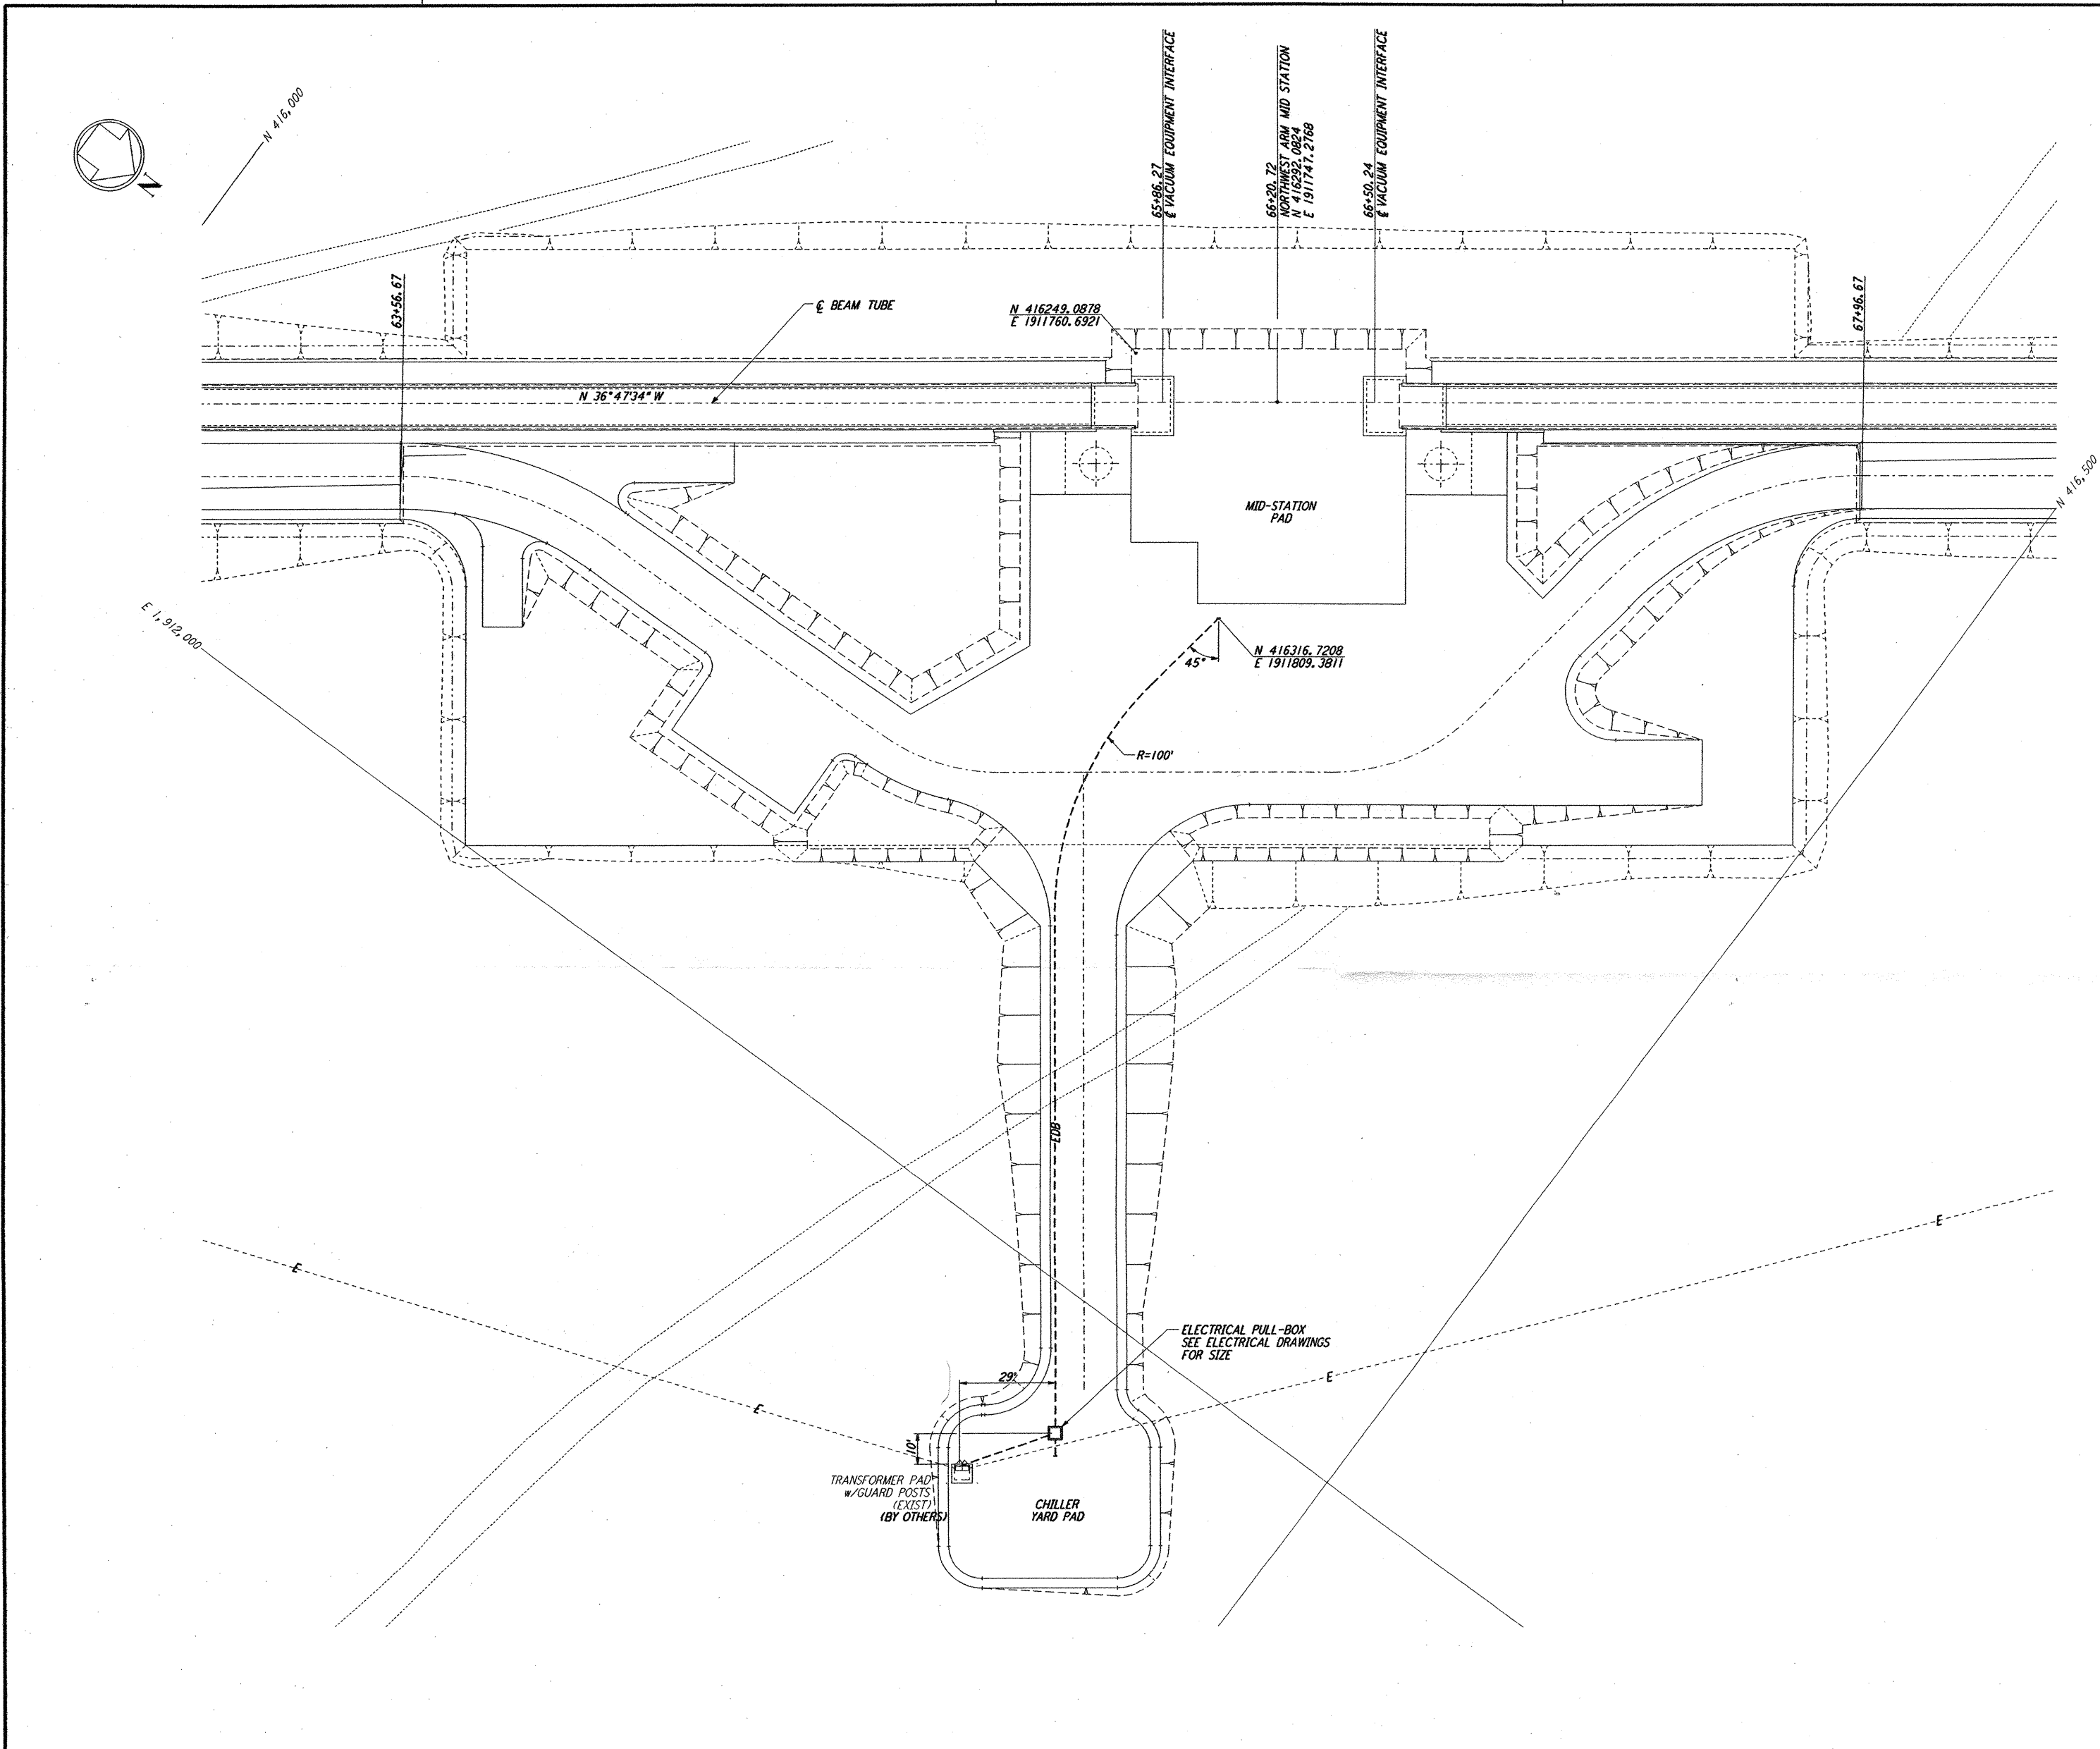 N 416,000
N
65+86.27
℄ VACUUM EQUIPMENT INTERFACE
66+20.72
NORTHWEST ARM MID STATION
N 416292.0824
E 1911747.2768
66+50.24
℄ VACUUM EQUIPMENT INTERFACE
63+56.67
℄ BEAM TUBE
N 416249.0878
E 1911760.6921
67+96.67
N 36°47'34" W
N 416,500
MID-STATION
PAD
E 1,912,000
45°
N 416316.7208
E 1911809.3811
R=100'
EDB
E
E
ELECTRICAL PULL-BOX
SEE ELECTRICAL DRAWINGS
FOR SIZE
E
29'
E
10'
TRANSFORMER PAD
w/GUARD POSTS
(EXIST)
(BY OTHERS)
CHILLER
YARD PAD